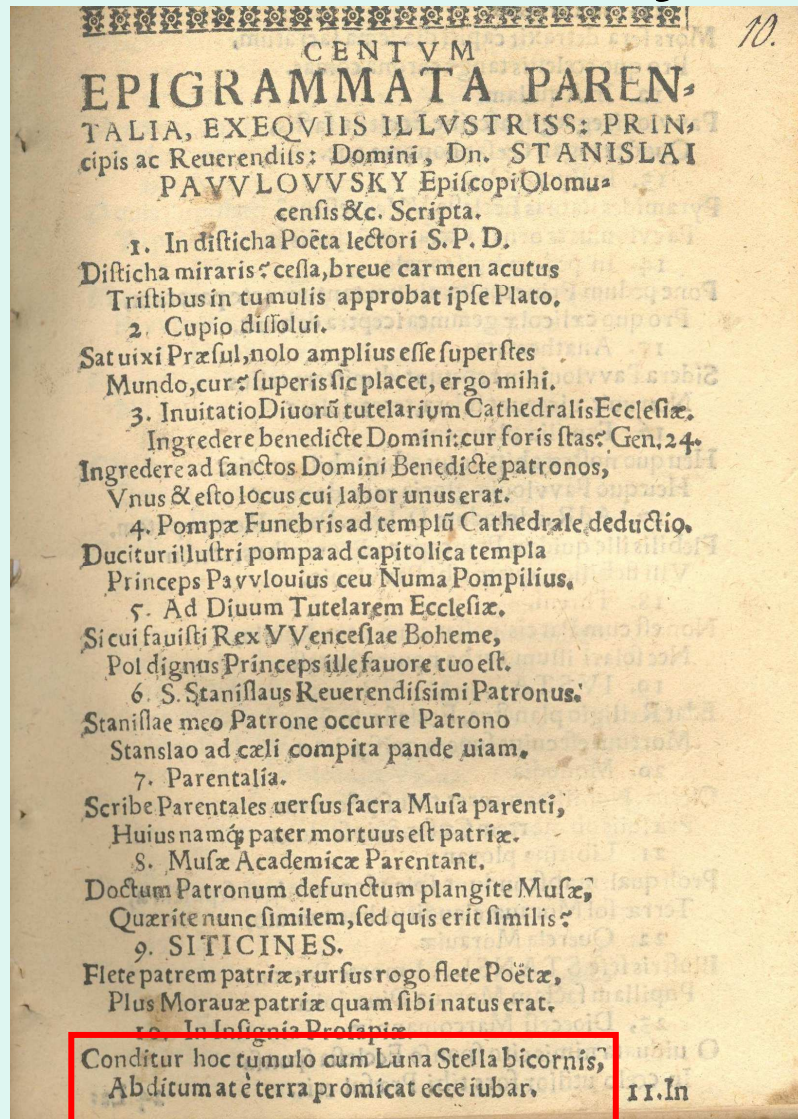 10.
CENTVM
EPIGRAMMATA PAREN-
TALIA, EXEQVIIS ILLVSTRISS: PRIN-
cipis ac Reuerendiſs: Domini, Dn. STANISLAI
PAVVLOVVSKY Epiſcopi Olomu-
cenſis &c. Scripta.
1. In diſticha Poëta lectori S. P. D.
Diſticha miraris? ceſſa, breue carmen acutus
Triſtibus in tumulis approbat ipſe Plato.
2. Cupio diſſolui.
Sat uixi Præſul, nolo amplius eſſe ſuperſtes
Mundo, cur? ſuperis ſic placet, ergo mihi.
3. Inuitatio Diuorũ tutelarium Cathedralis Eccleſiæ.
Ingredere benedicte Domini: cur foris ſtas? Gen. 24.
Ingredere ad ſanctos Domini Benedicte patronos,
Vnus & eſto locus cui labor unus erat.
4. Pompæ Funebris ad templũ Cathedrale deductio.
Ducitur illuſtri pompa ad capitolica templa
Princeps Pavvlouius ceu Numa Pompilius.
5. Ad Diuum Tutelarem Eccleſiæ.
Si cui fauiſti Rex VVenceſlae Boheme,
Pol dignus Princeps ille fauore tuo eſt.
6. S. Staniſlaus Reuerendiſsimi Patronus.
Staniſlae meo Patrone occurre Patrono
Stanslao ad cæli compita pande uiam.
7. Parentalia.
Scribe Parentales uerſus ſacra Muſa parenti,
Huius namq́; pater mortuus eſt patriæ.
8. Muſæ Academicæ Parentant.
Doctum Patronum defunctum plangite Muſæ,
Quærite nunc ſimilem, ſed quis erit ſimilis?
9. SITICINES.
Flete patrem patriæ, rurſus rogo flete Poëtæ,
Plus Morauæ patriæ quam ſibi natus erat.
10. In Inſignia Proſapiæ.
Conditur hoc tumulo cum Luna Stella bicornis,
Abditum at è terra promicat ecce iubar.
11. In